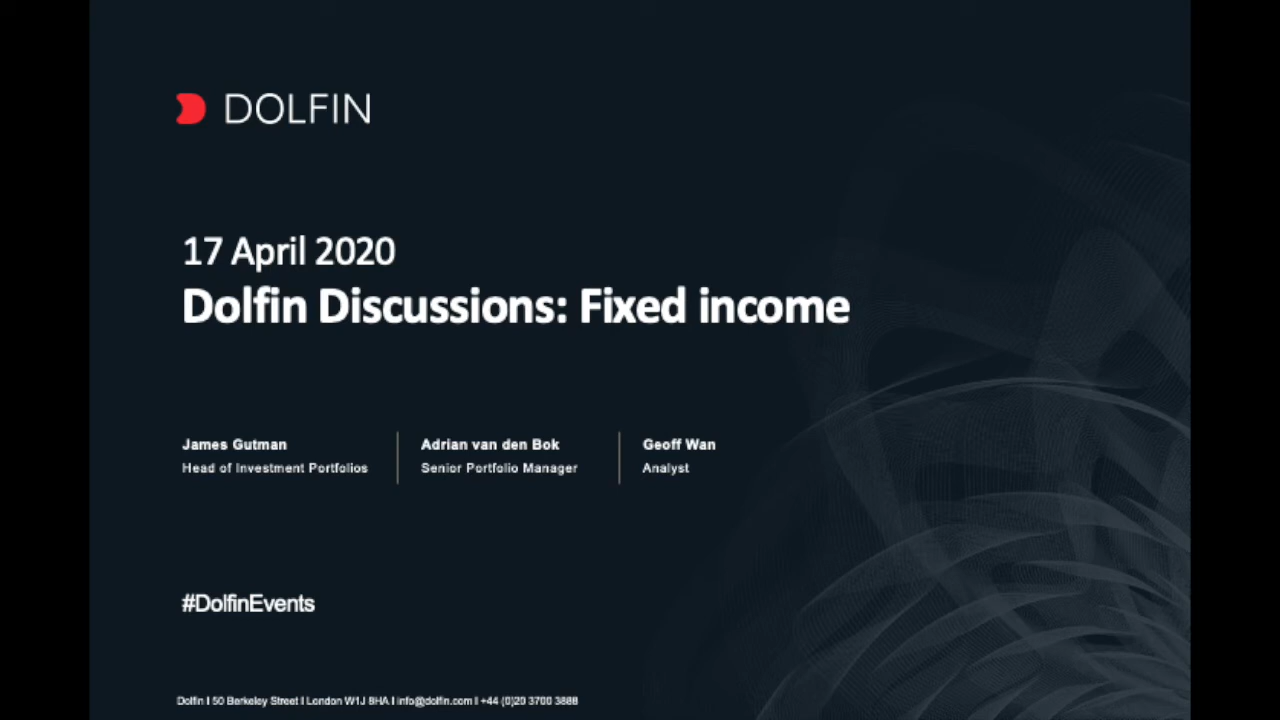 DOLFIN
17 April 2020
Dolfin Discussions: Fixed income
James Gutman
Head of Investment Portfolios
Adrian van den Bok
Senior Portfolio Manager
Geoff Wan
Analyst
#DolfinEvents
Dolfin I 50 Berkeley Street I London W1J 8HA I info@dolfin.com I +44 (0)20 3700 3888